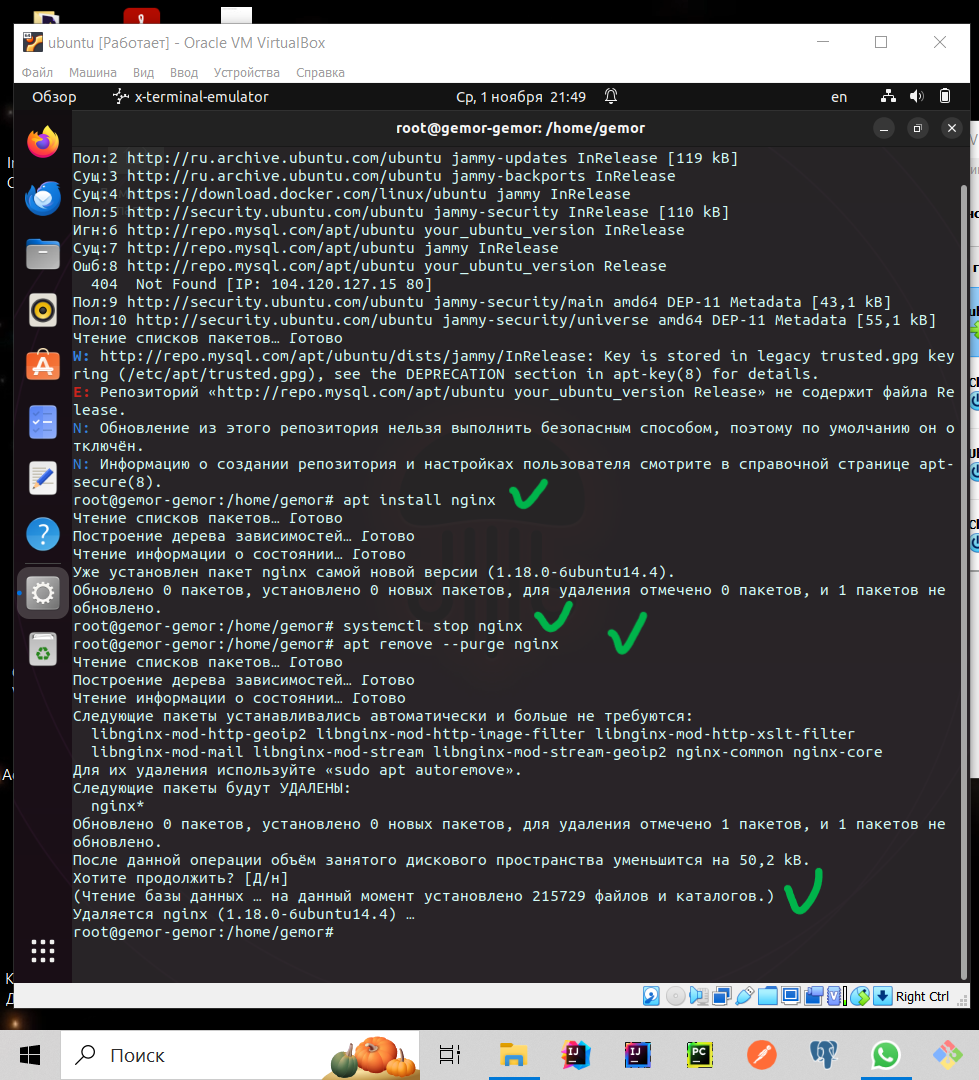 ubuntu [Работает] - Oracle VM VirtualBox
Файл Машина Вид Ввод Устройства Справка
Обзор x-terminal-emulator Ср, 1 ноября 21:49 en
root@gemor-gemor: /home/gemor
Пол:2 http://ru.archive.ubuntu.com/ubuntu jammy-updates InRelease [119 kB]
Сущ:3 http://ru.archive.ubuntu.com/ubuntu jammy-backports InRelease
Сущ:4 https://download.docker.com/linux/ubuntu jammy InRelease
Пол:5 http://security.ubuntu.com/ubuntu jammy-security InRelease [110 kB]
Игн:6 http://repo.mysql.com/apt/ubuntu your_ubuntu_version InRelease
Сущ:7 http://repo.mysql.com/apt/ubuntu jammy InRelease
Ошб:8 http://repo.mysql.com/apt/ubuntu your_ubuntu_version Release
404 Not Found [IP: 104.120.127.15 80]
Пол:9 http://security.ubuntu.com/ubuntu jammy-security/main amd64 DEP-11 Metadata [43,1 kB]
Пол:10 http://security.ubuntu.com/ubuntu jammy-security/universe amd64 DEP-11 Metadata [55,1 kB]
Чтение списков пакетов… Готово
W: http://repo.mysql.com/apt/ubuntu/dists/jammy/InRelease: Key is stored in legacy trusted.gpg key
ring (/etc/apt/trusted.gpg), see the DEPRECATION section in apt-key(8) for details.
E: Репозиторий «http://repo.mysql.com/apt/ubuntu your_ubuntu_version Release» не содержит файла Re
lease.
N: Обновление из этого репозитория нельзя выполнить безопасным способом, поэтому по умолчанию он о
тключён.
N: Информацию о создании репозитория и настройках пользователя смотрите в справочной странице apt-
secure(8).
root@gemor-gemor:/home/gemor# apt install nginx
Чтение списков пакетов… Готово
Построение дерева зависимостей… Готово
Чтение информации о состоянии… Готово
Уже установлен пакет nginx самой новой версии (1.18.0-6ubuntu14.4).
Обновлено 0 пакетов, установлено 0 новых пакетов, для удаления отмечено 0 пакетов, и 1 пакетов не
обновлено.
root@gemor-gemor:/home/gemor# systemctl stop nginx
root@gemor-gemor:/home/gemor# apt remove --purge nginx
Чтение списков пакетов… Готово
Построение дерева зависимостей… Готово
Чтение информации о состоянии… Готово
Следующие пакеты устанавливались автоматически и больше не требуются:
libnginx-mod-http-geoip2 libnginx-mod-http-image-filter libnginx-mod-http-xslt-filter
libnginx-mod-mail libnginx-mod-stream libnginx-mod-stream-geoip2 nginx-common nginx-core
Для их удаления используйте «sudo apt autoremove».
Следующие пакеты будут УДАЛЕНЫ:
nginx*
Обновлено 0 пакетов, установлено 0 новых пакетов, для удаления отмечено 1 пакетов, и 1 пакетов не
обновлено.
После данной операции объём занятого дискового пространства уменьшится на 50,2 kB.
Хотите продолжить? [Д/н]
(Чтение базы данных … на данный момент установлено 215729 файлов и каталогов.)
Удаляется nginx (1.18.0-6ubuntu14.4) …
root@gemor-gemor:/home/gemor#
Right Ctrl
Поиск